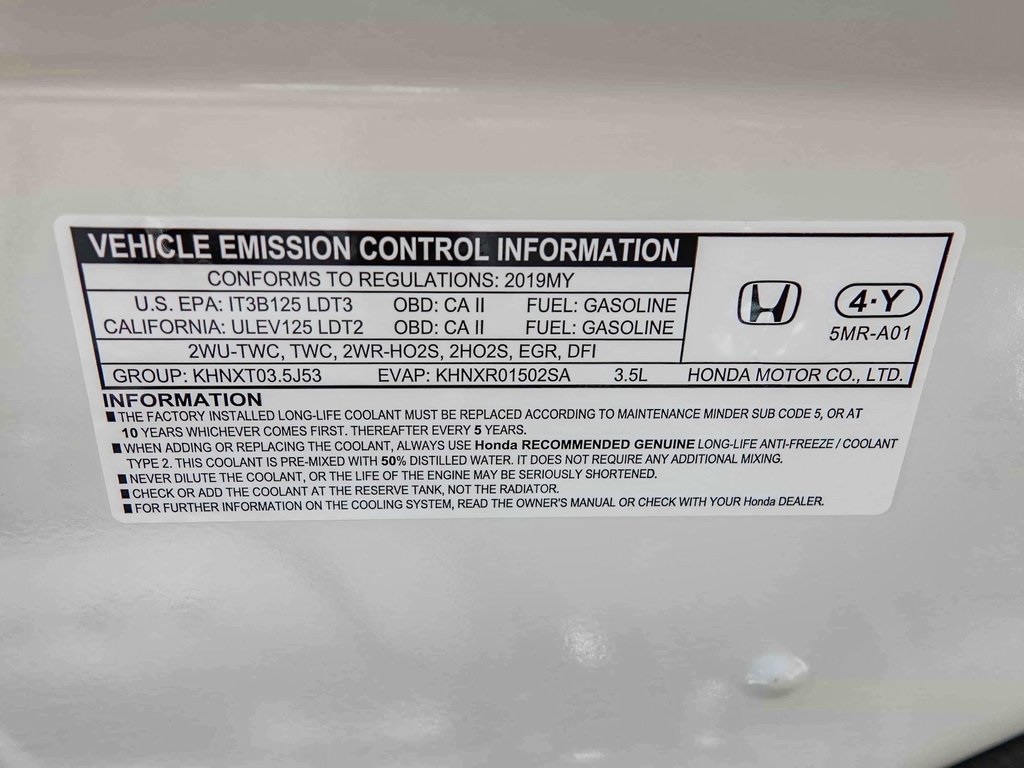 VEHICLE EMISSION CONTROL INFORMATION
CONFORMS TO REGULATIONS: 2019MY
U.S. EPA: IT3B125 LDT3 OBD: CA II FUEL: GASOLINE
CALIFORNIA: ULEV125 LDT2 OBD: CA II FUEL: GASOLINE
2WU-TWC, TWC, 2WR-HO2S, 2HO2S, EGR, DFI
4·Y
5MR-A01
GROUP: KHNXT03.5J53 EVAP: KHNXR01502SA 3.5L HONDA MOTOR CO., LTD.
INFORMATION
■ THE FACTORY INSTALLED LONG-LIFE COOLANT MUST BE REPLACED ACCORDING TO MAINTENANCE MINDER SUB CODE 5, OR AT
10 YEARS WHICHEVER COMES FIRST. THEREAFTER EVERY 5 YEARS.
■ WHEN ADDING OR REPLACING THE COOLANT, ALWAYS USE Honda RECOMMENDED GENUINE LONG-LIFE ANTI-FREEZE / COOLANT
TYPE 2. THIS COOLANT IS PRE-MIXED WITH 50% DISTILLED WATER. IT DOES NOT REQUIRE ANY ADDITIONAL MIXING.
■ NEVER DILUTE THE COOLANT, OR THE LIFE OF THE ENGINE MAY BE SERIOUSLY SHORTENED.
■ CHECK OR ADD THE COOLANT AT THE RESERVE TANK, NOT THE RADIATOR.
■ FOR FURTHER INFORMATION ON THE COOLING SYSTEM, READ THE OWNER'S MANUAL OR CHECK WITH YOUR Honda DEALER.